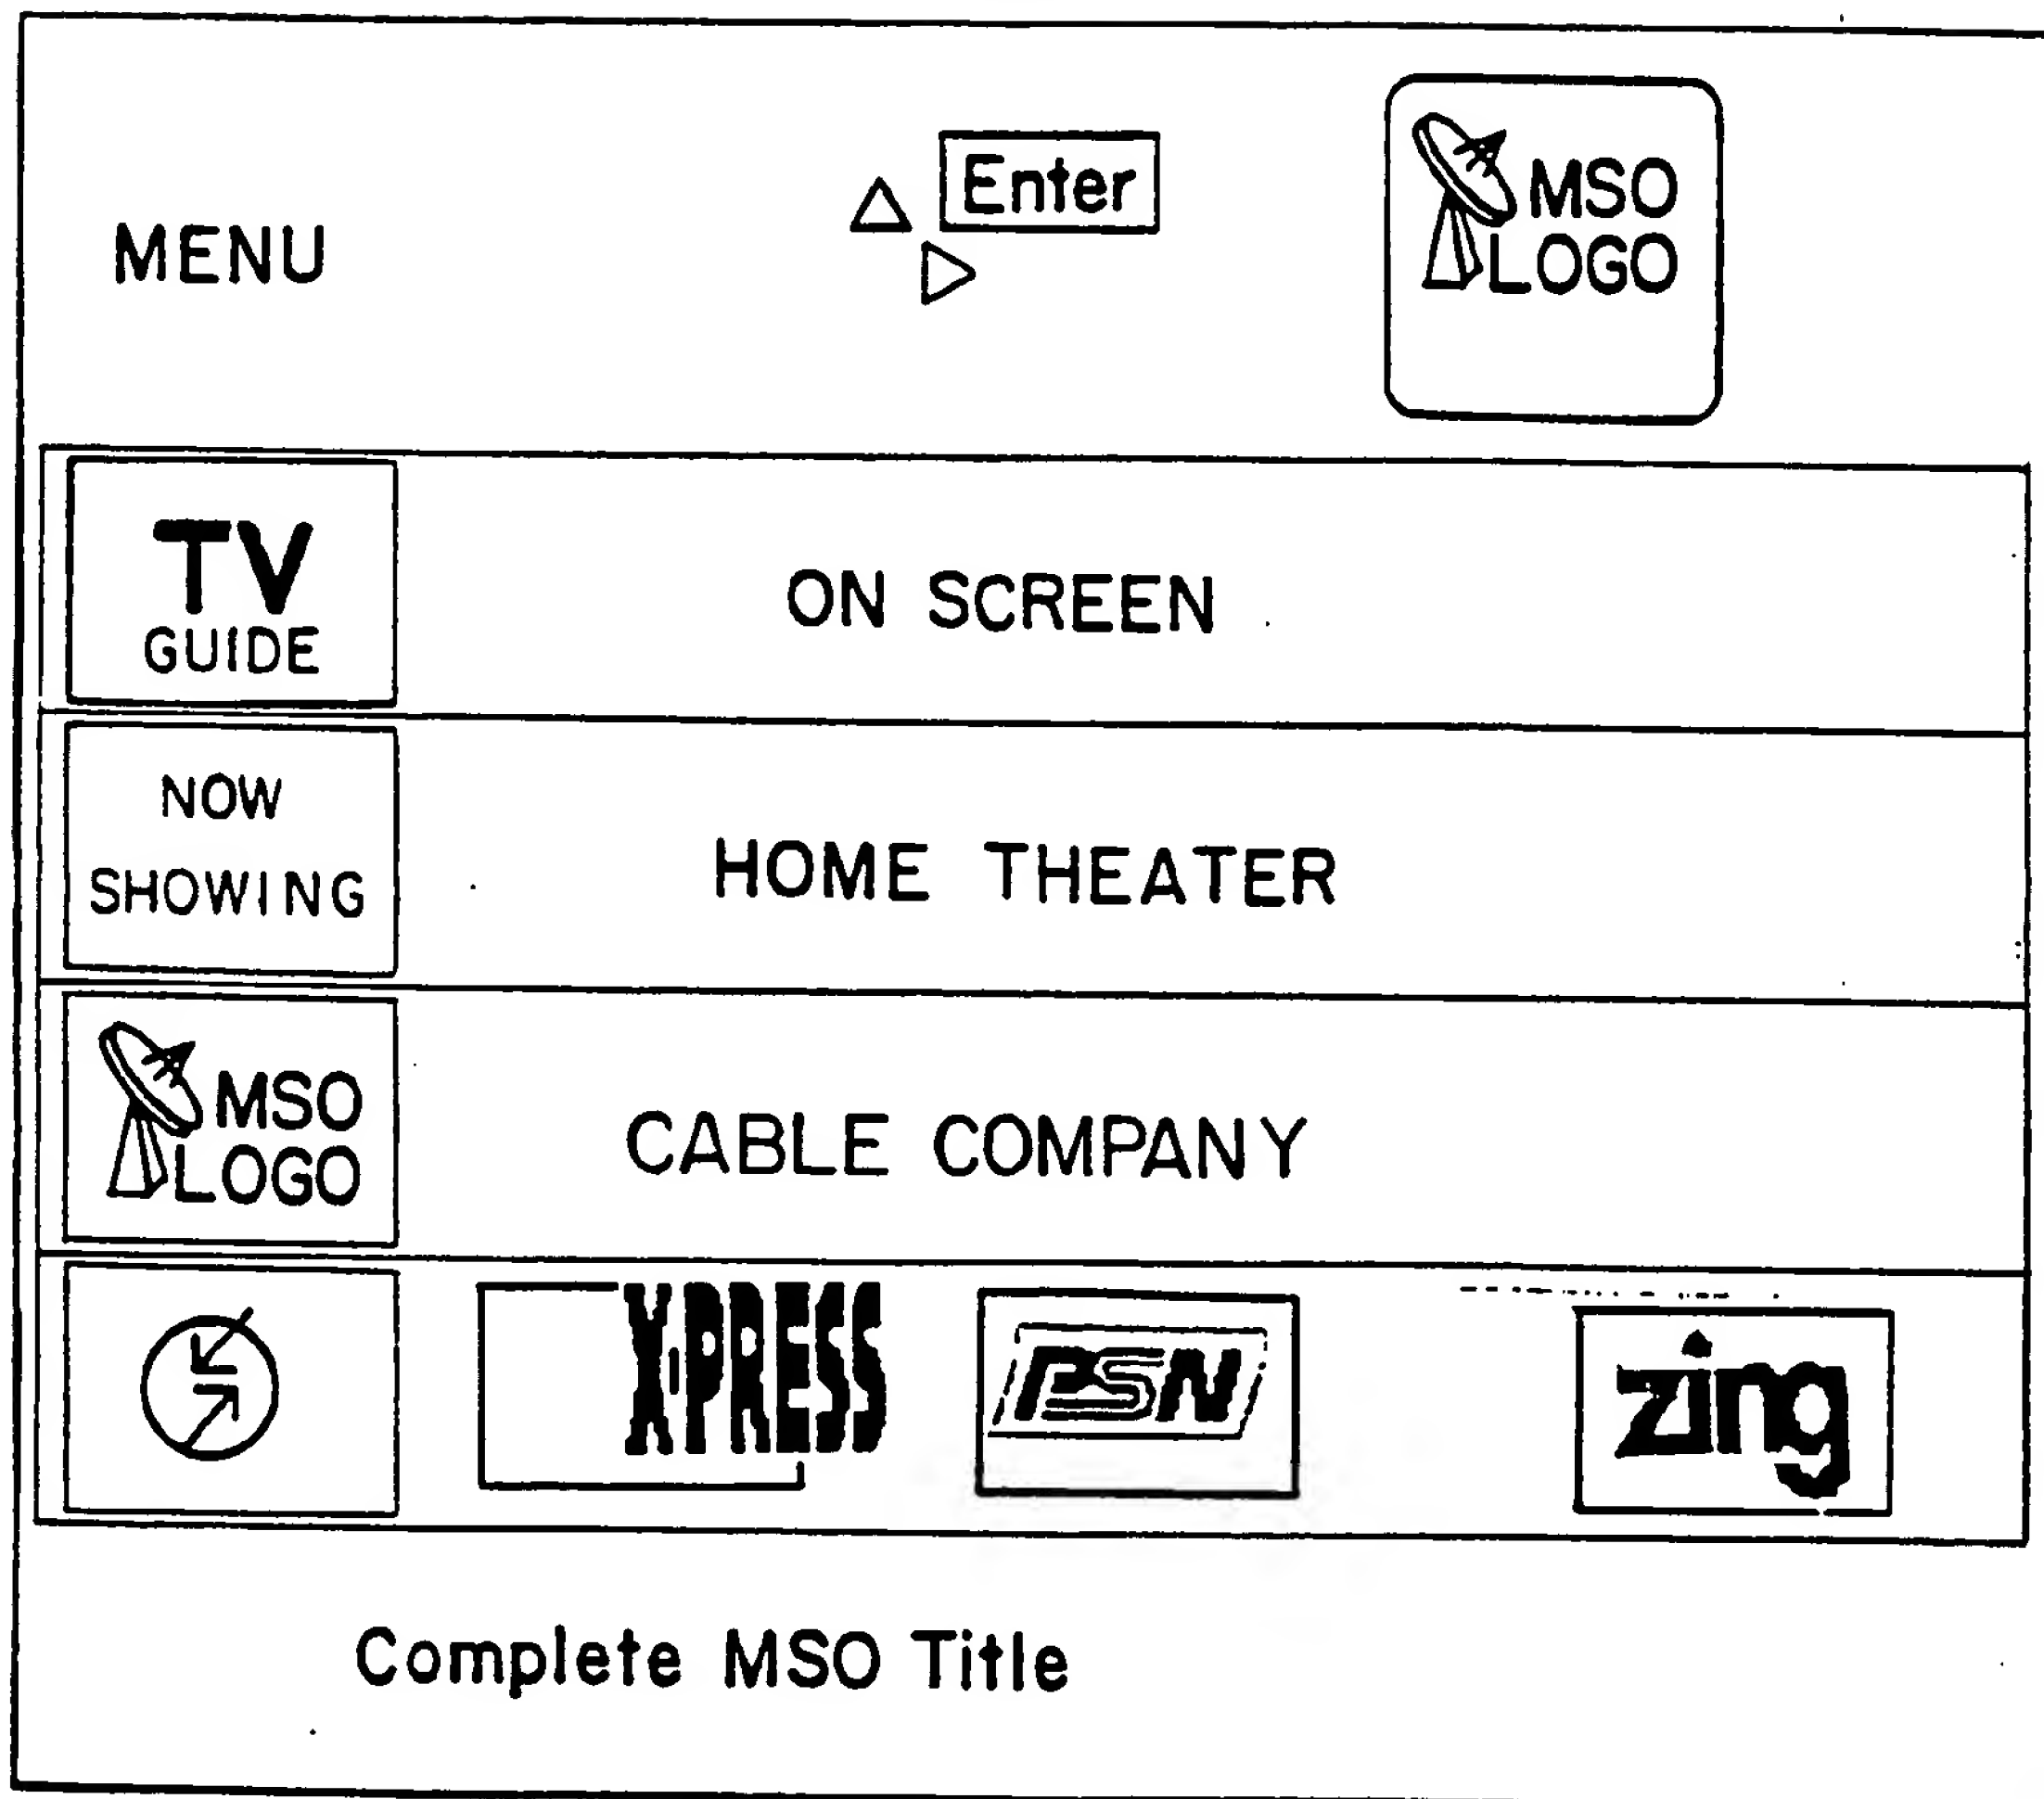 Enter
MENU
MSO
LOGO
TV
GUIDE
ON SCREEN
NOW
SHOWING
HOME THEATER
MSO
LOGO
CABLE COMPANY
X·PRESS
PSN
zing
Complete MSO Title